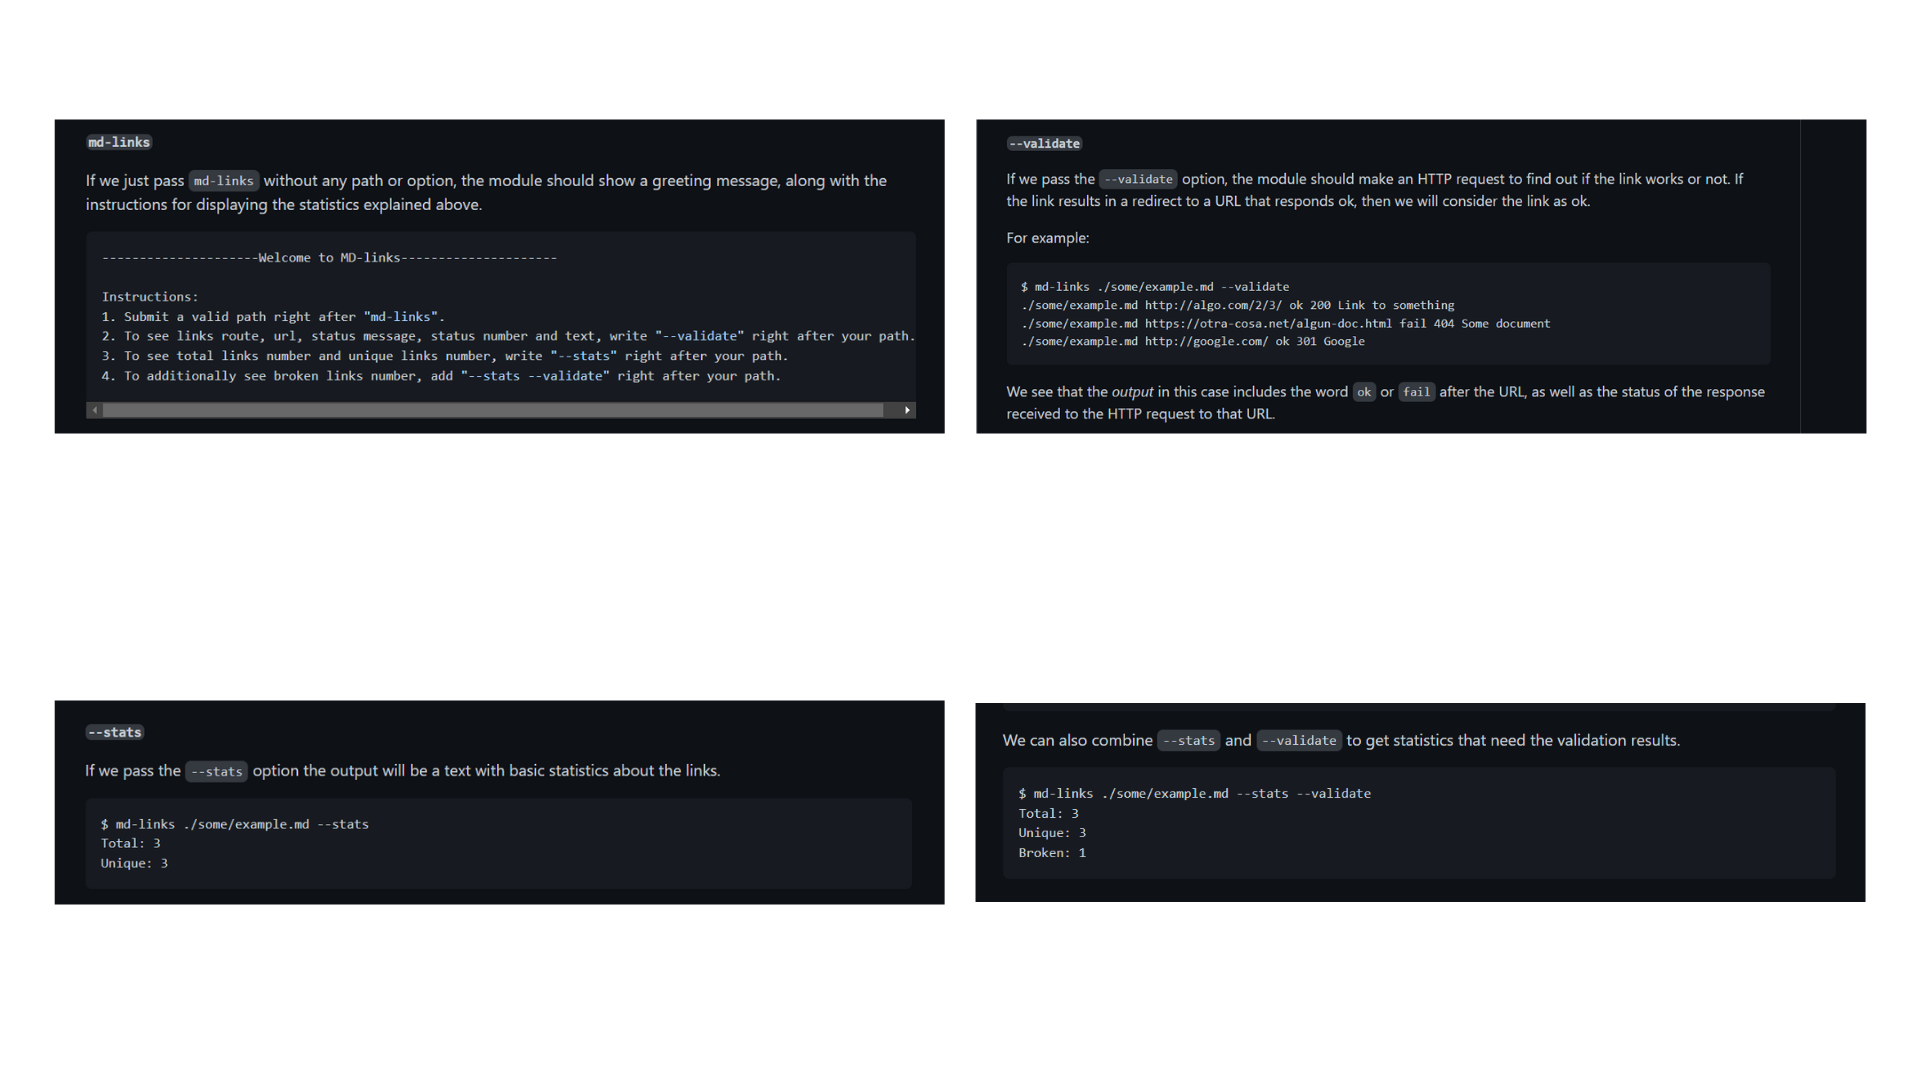 md-links
If we just pass md-links without any path or option, the module should show a greeting message, along with the
instructions for displaying the statistics explained above.
---------------------Welcome to MD-links---------------------
Instructions:
1. Submit a valid path right after "md-links".
2. To see links route, url, status message, status number and text, write "--validate" right after your path.
3. To see total links number and unique links number, write "--stats" right after your path.
4. To additionally see broken links number, add "--stats --validate" right after your path.
--validate
If we pass the --validate option, the module should make an HTTP request to find out if the link works or not. If
the link results in a redirect to a URL that responds ok, then we will consider the link as ok.
For example:
$ md-links ./some/example.md --validate
./some/example.md http://algo.com/2/3/ ok 200 Link to something
./some/example.md https://otra-cosa.net/algun-doc.html fail 404 Some document
./some/example.md http://google.com/ ok 301 Google
We see that the output in this case includes the word ok or fail after the URL, as well as the status of the response
received to the HTTP request to that URL.
--stats
If we pass the --stats option the output will be a text with basic statistics about the links.
$ md-links ./some/example.md --stats
Total: 3
Unique: 3
We can also combine --stats and --validate to get statistics that need the validation results.
$ md-links ./some/example.md --stats --validate
Total: 3
Unique: 3
Broken: 1